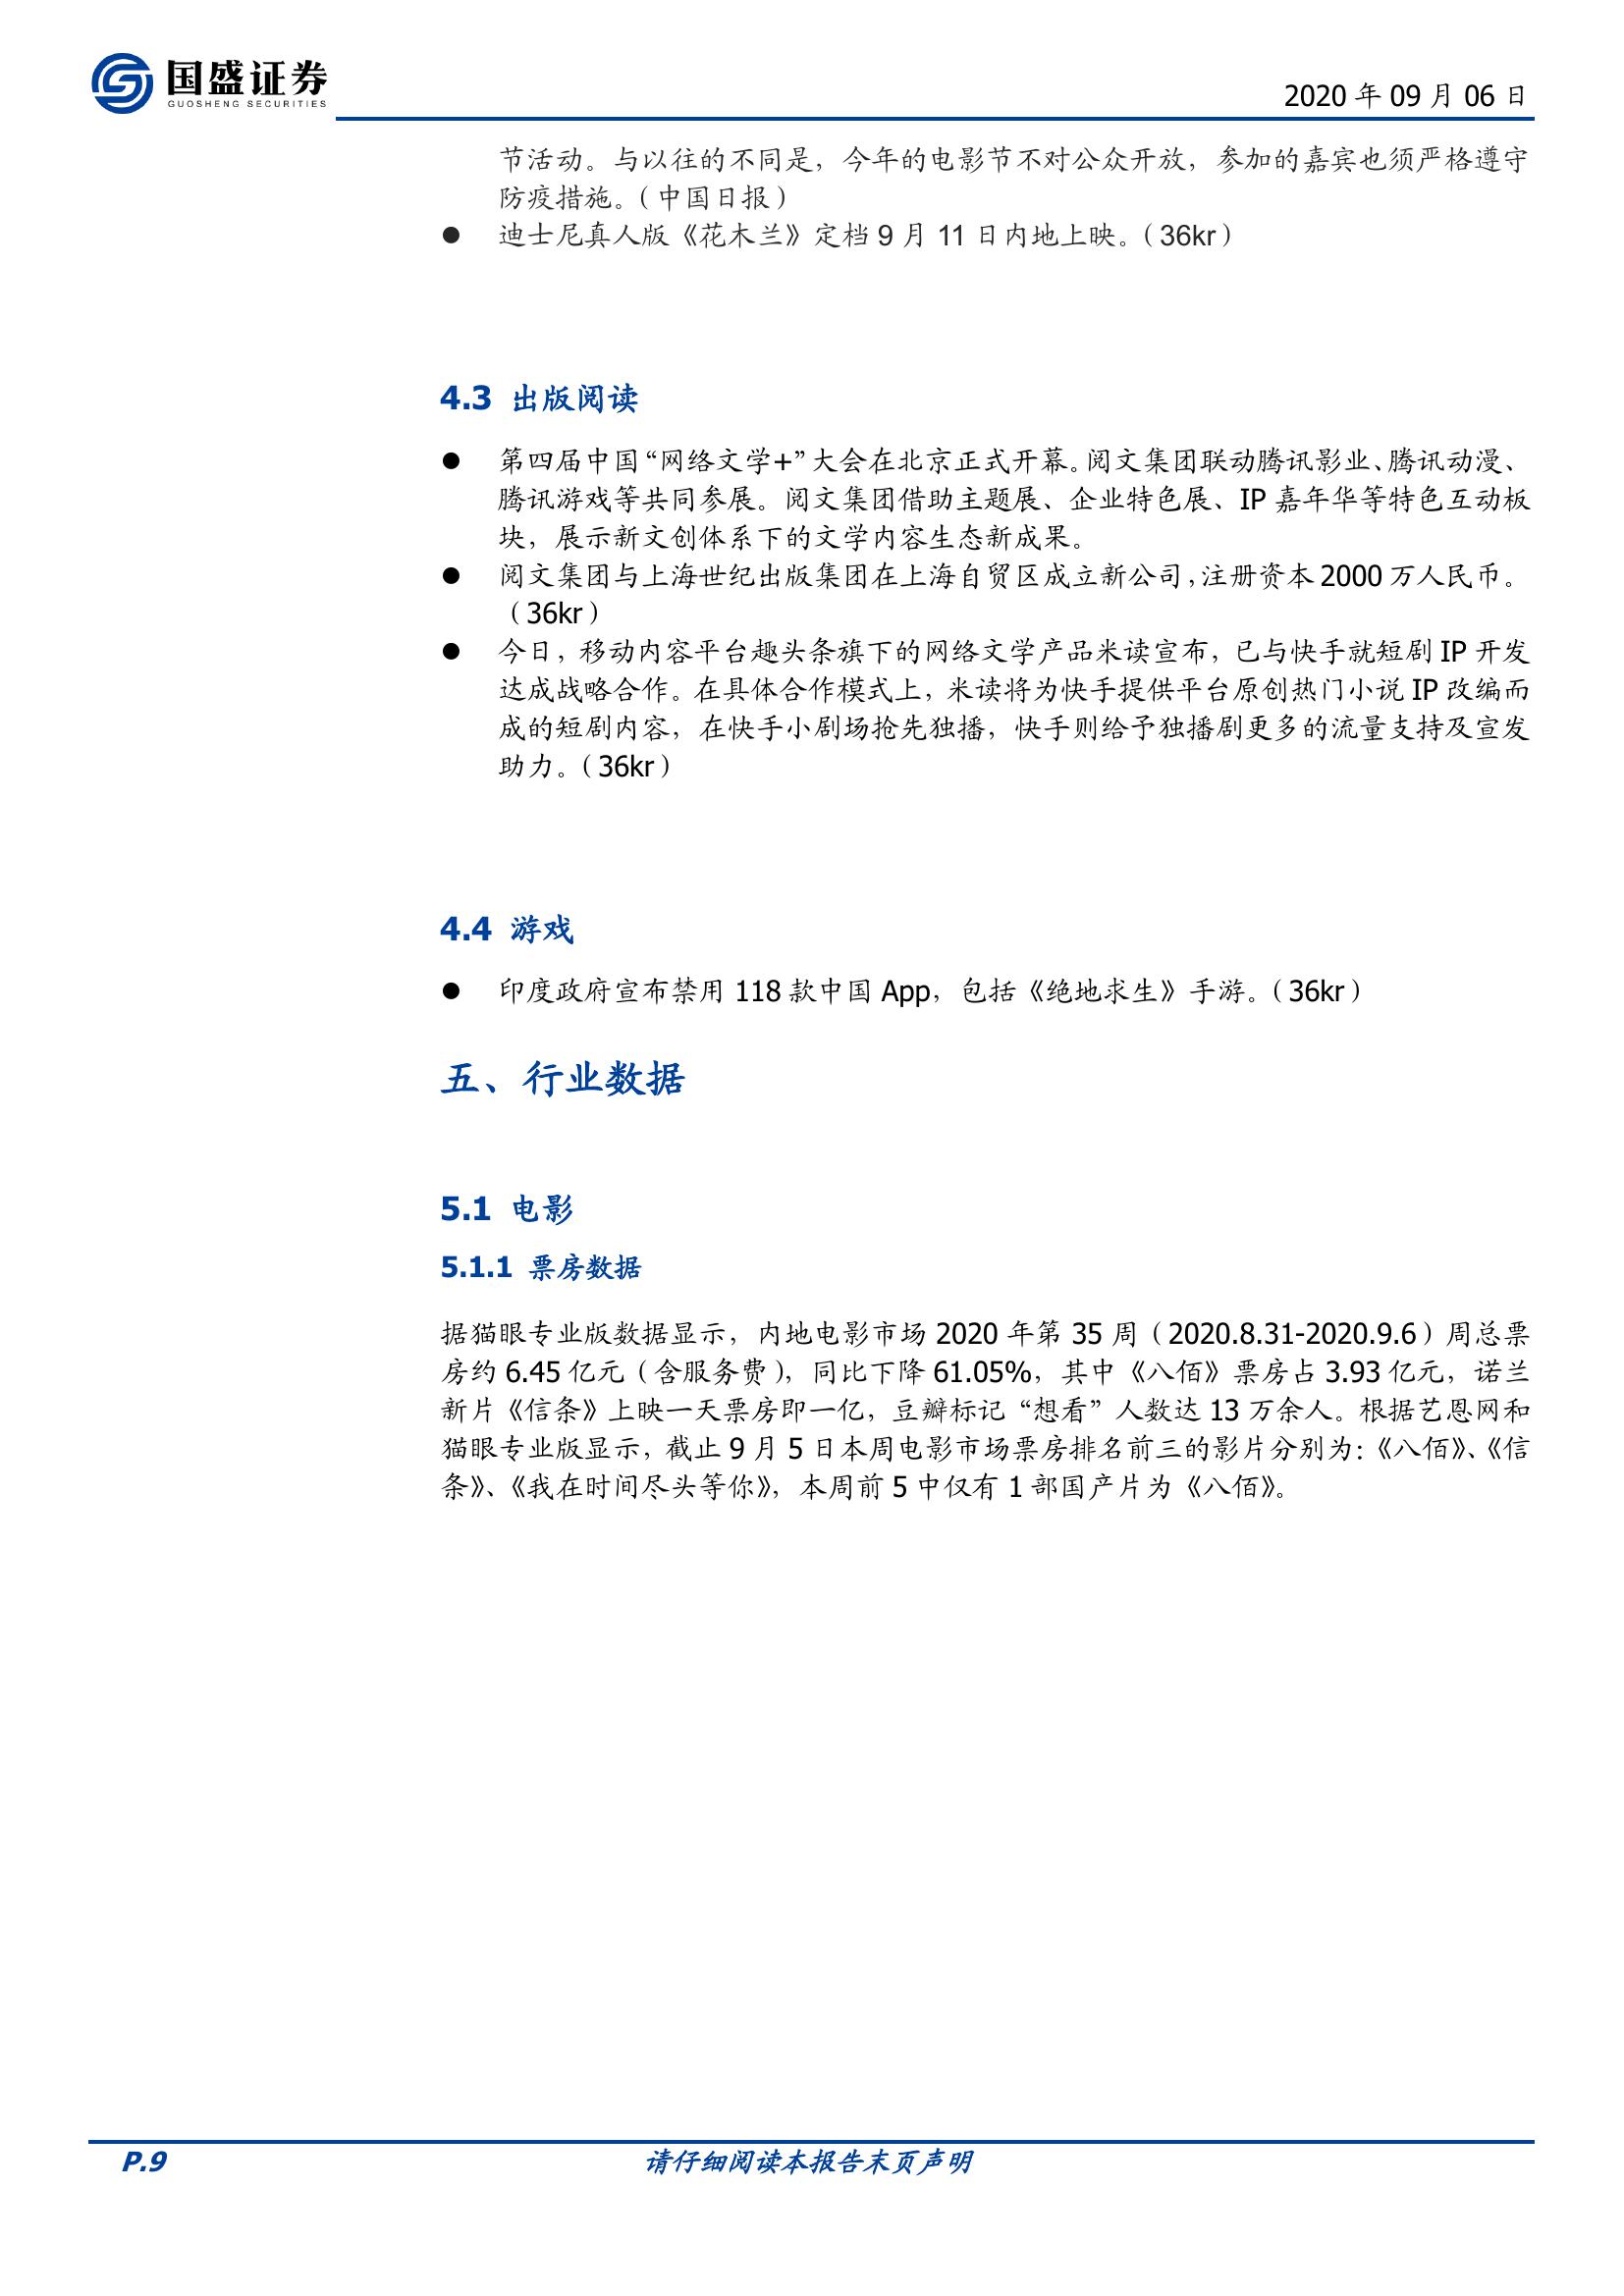 国盛证券
GUOSHENG SECURITIES
2020 年 09 月 06 日
节活动。与以往的不同是，今年的电影节不对公众开放，参加的嘉宾也须严格遵守
防疫措施。（中国日报）
● 迪士尼真人版《花木兰》定档 9 月 11 日内地上映。（36kr）
4.3 出版阅读
● 第四届中国“网络文学+”大会在北京正式开幕。阅文集团联动腾讯影业、腾讯动漫、
腾讯游戏等共同参展。阅文集团借助主题展、企业特色展、IP 嘉年华等特色互动板
块，展示新文创体系下的文学内容生态新成果。
● 阅文集团与上海世纪出版集团在上海自贸区成立新公司，注册资本 2000 万人民币。
（36kr）
● 今日，移动内容平台趣头条旗下的网络文学产品米读宣布，已与快手就短剧 IP 开发
达成战略合作。在具体合作模式上，米读将为快手提供平台原创热门小说 IP 改编而
成的短剧内容，在快手小剧场抢先独播，快手则给予独播剧更多的流量支持及宣发
助力。（36kr）
4.4 游戏
● 印度政府宣布禁用 118 款中国 App，包括《绝地求生》手游。（36kr）
五、行业数据
5.1 电影
5.1.1 票房数据
据猫眼专业版数据显示，内地电影市场 2020 年第 35 周（2020.8.31-2020.9.6）周总票
房约 6.45 亿元（含服务费），同比下降 61.05%，其中《八佰》票房占 3.93 亿元，诺兰
新片《信条》上映一天票房即一亿，豆瓣标记“想看”人数达 13 万余人。根据艺恩网和
猫眼专业版显示，截止 9 月 5 日本周电影市场票房排名前三的影片分别为：《八佰》、《信
条》、《我在时间尽头等你》，本周前 5 中仅有 1 部国产片为《八佰》。
P.9
请仔细阅读本报告末页声明